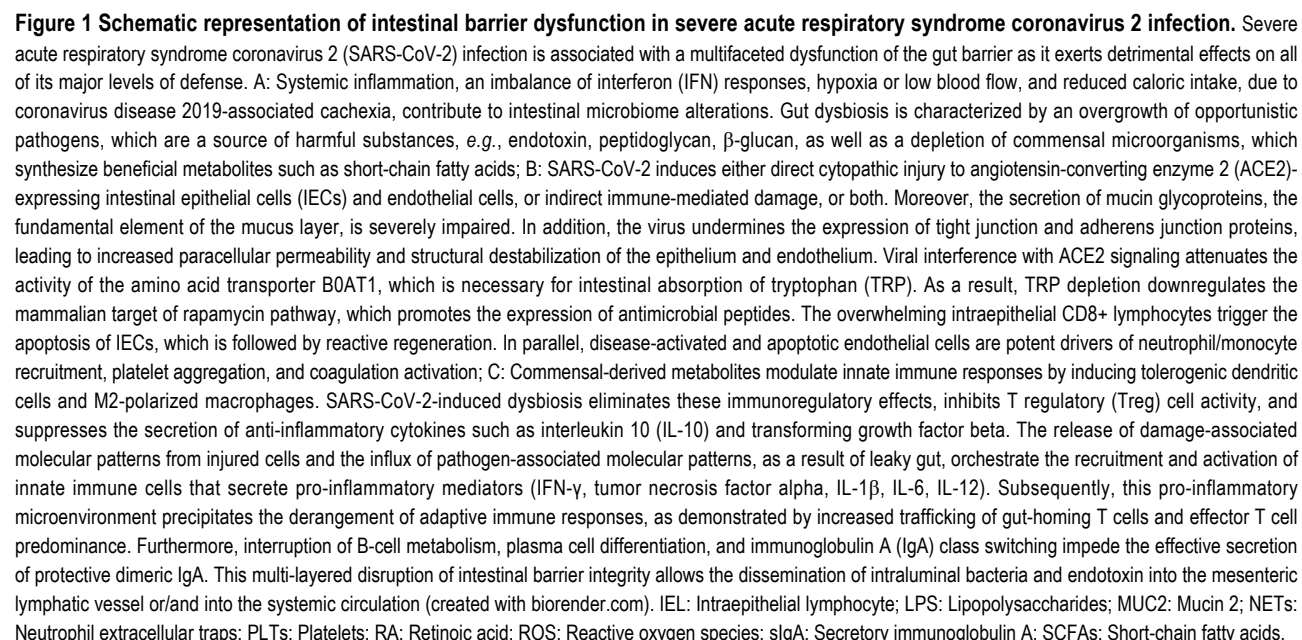 Figure 1 Schematic representation of intestinal barrier dysfunction in severe acute respiratory syndrome coronavirus 2 infection. Severe
acute respiratory syndrome coronavirus 2 (SARS-CoV-2) infection is associated with a multifaceted dysfunction of the gut barrier as it exerts detrimental effects on all
of its major levels of defense. A: Systemic inflammation, an imbalance of interferon (IFN) responses, hypoxia or low blood flow, and reduced caloric intake, due to
coronavirus disease 2019-associated cachexia, contribute to intestinal microbiome alterations. Gut dysbiosis is characterized by an overgrowth of opportunistic
pathogens, which are a source of harmful substances, e.g., endotoxin, peptidoglycan, β-glucan, as well as a depletion of commensal microorganisms, which
synthesize beneficial metabolites such as short-chain fatty acids; B: SARS-CoV-2 induces either direct cytopathic injury to angiotensin-converting enzyme 2 (ACE2)-
expressing intestinal epithelial cells (IECs) and endothelial cells, or indirect immune-mediated damage, or both. Moreover, the secretion of mucin glycoproteins, the
fundamental element of the mucus layer, is severely impaired. In addition, the virus undermines the expression of tight junction and adherens junction proteins,
leading to increased paracellular permeability and structural destabilization of the epithelium and endothelium. Viral interference with ACE2 signaling attenuates the
activity of the amino acid transporter B0AT1, which is necessary for intestinal absorption of tryptophan (TRP). As a result, TRP depletion downregulates the
mammalian target of rapamycin pathway, which promotes the expression of antimicrobial peptides. The overwhelming intraepithelial CD8+ lymphocytes trigger the
apoptosis of IECs, which is followed by reactive regeneration. In parallel, disease-activated and apoptotic endothelial cells are potent drivers of neutrophil/monocyte
recruitment, platelet aggregation, and coagulation activation; C: Commensal-derived metabolites modulate innate immune responses by inducing tolerogenic dendritic
cells and M2-polarized macrophages. SARS-CoV-2-induced dysbiosis eliminates these immunoregulatory effects, inhibits T regulatory (Treg) cell activity, and
suppresses the secretion of anti-inflammatory cytokines such as interleukin 10 (IL-10) and transforming growth factor beta. The release of damage-associated
molecular patterns from injured cells and the influx of pathogen-associated molecular patterns, as a result of leaky gut, orchestrate the recruitment and activation of
innate immune cells that secrete pro-inflammatory mediators (IFN-γ, tumor necrosis factor alpha, IL-1β, IL-6, IL-12). Subsequently, this pro-inflammatory
microenvironment precipitates the derangement of adaptive immune responses, as demonstrated by increased trafficking of gut-homing T cells and effector T cell
predominance. Furthermore, interruption of B-cell metabolism, plasma cell differentiation, and immunoglobulin A (IgA) class switching impede the effective secretion
of protective dimeric IgA. This multi-layered disruption of intestinal barrier integrity allows the dissemination of intraluminal bacteria and endotoxin into the mesenteric
lymphatic vessel or/and into the systemic circulation (created with biorender.com). IEL: Intraepithelial lymphocyte; LPS: Lipopolysaccharides; MUC2: Mucin 2; NETs:
Neutrophil extracellular traps; PLTs: Platelets; RA: Retinoic acid; ROS: Reactive oxygen species; sIgA: Secretory immunoglobulin A; SCFAs: Short-chain fatty acids.